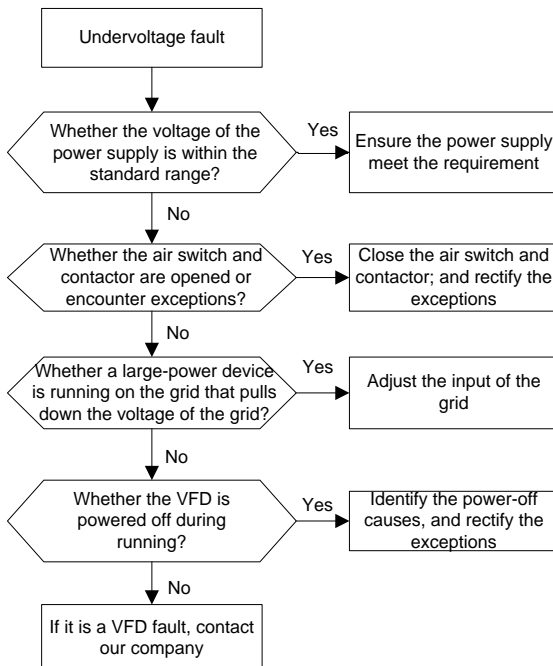 Undervoltage fault
Whether the voltage of the
power supply is within the
standard range?
Yes
Ensure the power supply
meet the requirement
No
Whether the air switch and
contactor are opened or
encounter exceptions?
Yes
Close the air switch and
contactor; and rectify the
exceptions
No
Whether a large-power device
is running on the grid that pulls
down the voltage of the grid?
Yes
Adjust the input of the
grid
No
Whether the VFD is
powered off during
running?
Yes
Identify the power-off
causes, and rectify the
exceptions
No
If it is a VFD fault, contact
our company